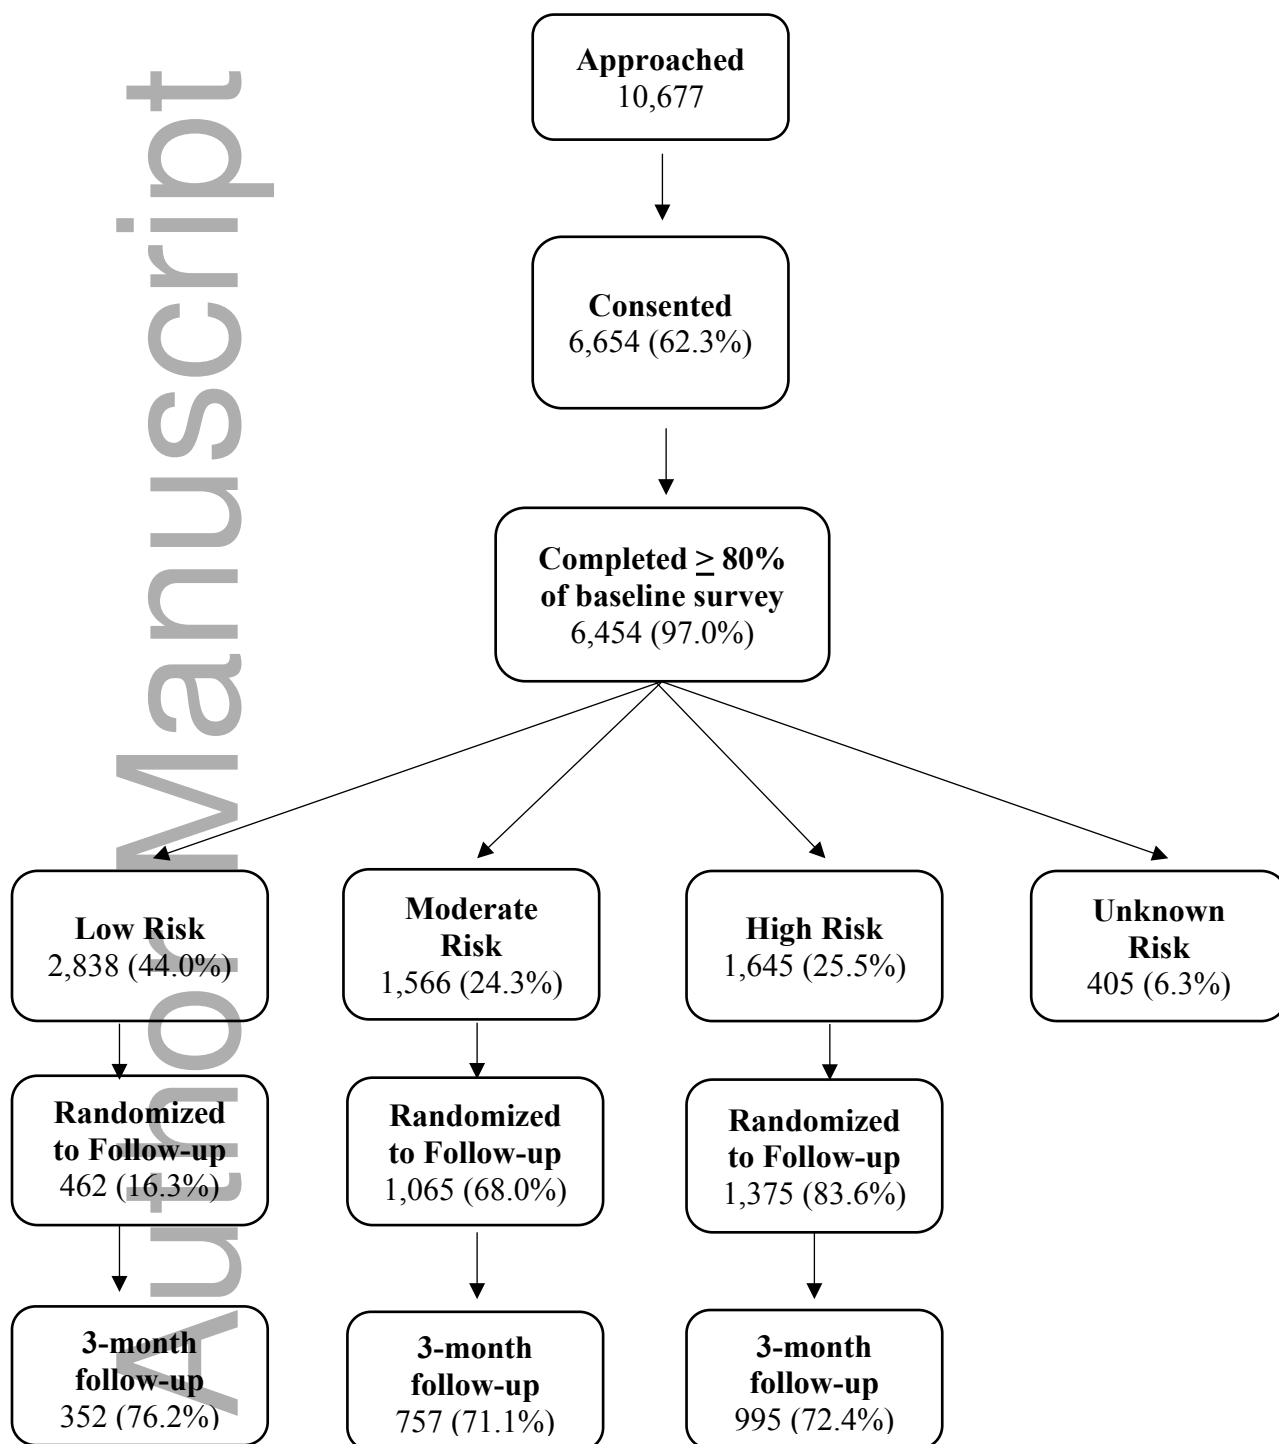 Approached
10,677
Consented
6,654 (62.3%)
Completed ≥ 80%
of baseline survey
6,454 (97.0%)
Low Risk
2,838 (44.0%)
Moderate
Risk
1,566 (24.3%)
High Risk
1,645 (25.5%)
Unknown
Risk
405 (6.3%)
Randomized
to Follow-up
462 (16.3%)
Randomized
to Follow-up
1,065 (68.0%)
Randomized
to Follow-up
1,375 (83.6%)
3-month
follow-up
352 (76.2%)
3-month
follow-up
757 (71.1%)
3-month
follow-up
995 (72.4%)
Author Manuscript